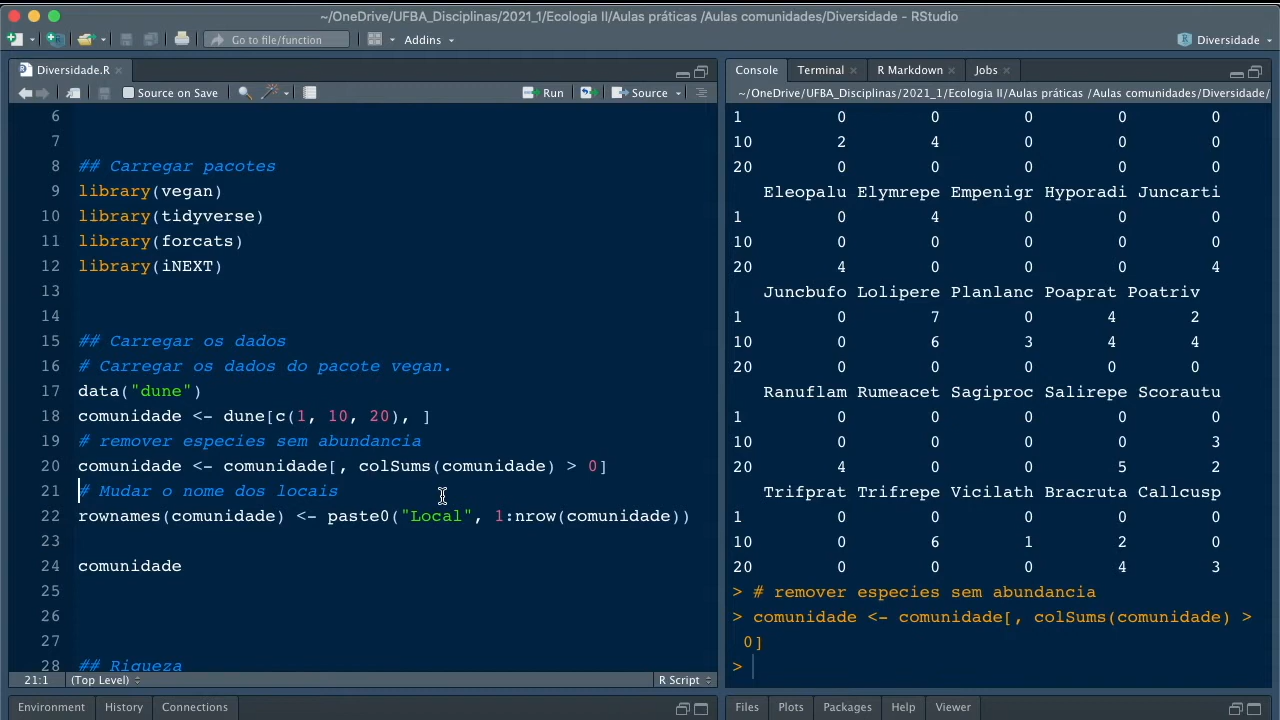 ~/OneDrive/UFBA_Disciplinas/2021_1/Ecologia II/Aulas práticas /Aulas comunidades/Diversidade - RStudio
Go to file/function
Addins
Diversidade
Diversidade.R
Source on Save
Run
Source
6
7
8 ## Carregar pacotes
9 library(vegan)
10 library(tidyverse)
11 library(forcats)
12 library(iNEXT)
13
14
15 ## Carregar os dados
16 # Carregar os dados do pacote vegan.
17 data("dune")
18 comunidade <- dune[c(1, 10, 20), ]
19 # remover especies sem abundancia
20 comunidade <- comunidade[, colSums(comunidade) > 0]
21 # Mudar o nome dos locais
22 rownames(comunidade) <- paste0("Local", 1:nrow(comunidade))
23
24 comunidade
25
26
27
28 ## Riqueza
21:1 (Top Level) R Script
Environment History Connections
Console Terminal R Markdown Jobs
~/OneDrive/UFBA_Disciplinas/2021_1/Ecologia II/Aulas práticas /Aulas comunidades/Diversidade/
1 0 0 0 0 0
10 2 4 0 0 0
20 0 0 0 0 0
Eleopalu Elymrepe Empenigr Hyporadi Juncarti
1 0 4 0 0 0
10 0 0 0 0 0
20 4 0 0 0 4
Juncbufo Lolipere Planlanc Poaprat Poatriv
1 0 7 0 4 2
10 0 6 3 4 4
20 0 0 0 0 0
Ranuflam Rumeacet Sagiproc Salirepe Scorautu
1 0 0 0 0 0
10 0 0 0 0 3
20 4 0 0 5 2
Trifprat Trifrepe Vicilath Bracruta Callcusp
1 0 0 0 0 0
10 0 6 1 2 0
20 0 0 0 4 3
> # remover especies sem abundancia
> comunidade <- comunidade[, colSums(comunidade) >
0]
>
Files Plots Packages Help Viewer